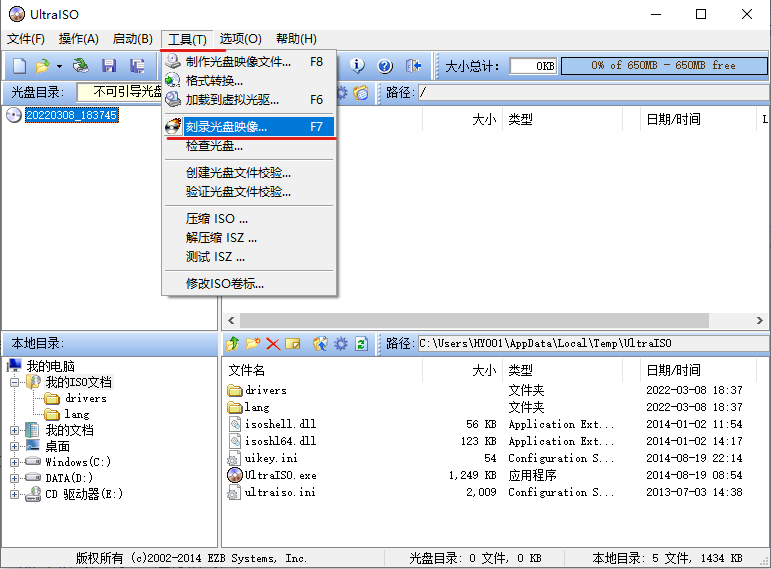 UltraISO
文件(F) 操作(A) 启动(B) 工具(T) 选项(O) 帮助(H)
大小总计: 0KB 0% of 650MB - 650MB free
光盘目录: 不可引导光盘 路径: /
制作光盘映像文件... F8
格式转换...
加载到虚拟光驱... F6
刻录光盘映像... F7
检查光盘...
创建光盘文件校验...
验证光盘文件校验...
压缩 ISO ...
解压缩 ISZ ...
测试 ISZ ...
修改ISO卷标...
20220308_183745
大小 类型 日期/时间 L
本地目录: 路径: C:\Users\HY001\AppData\Local\Temp\UltraISO
我的电脑
我的ISO文档
drivers
lang
我的文档
桌面
Windows(C:)
DATA(D:)
CD 驱动器(E:)
文件名 大小 类型 日期/时间
drivers 文件夹 2022-03-08 18:37
lang 文件夹 2022-03-08 18:37
isoshell.dll 56 KB Application Ext... 2014-01-02 11:54
isoshl64.dll 123 KB Application Ext... 2014-01-02 14:17
uikey.ini 54 Configuration S... 2014-08-19 22:14
UltraISO.exe 1,249 KB 应用程序 2014-08-19 08:54
ultraiso.ini 2,009 Configuration S... 2013-07-03 14:38
版权所有 (c)2002-2014 EZB Systems, Inc. 光盘目录: 0 文件, 0 KB 本地目录: 5 文件, 1434 KB